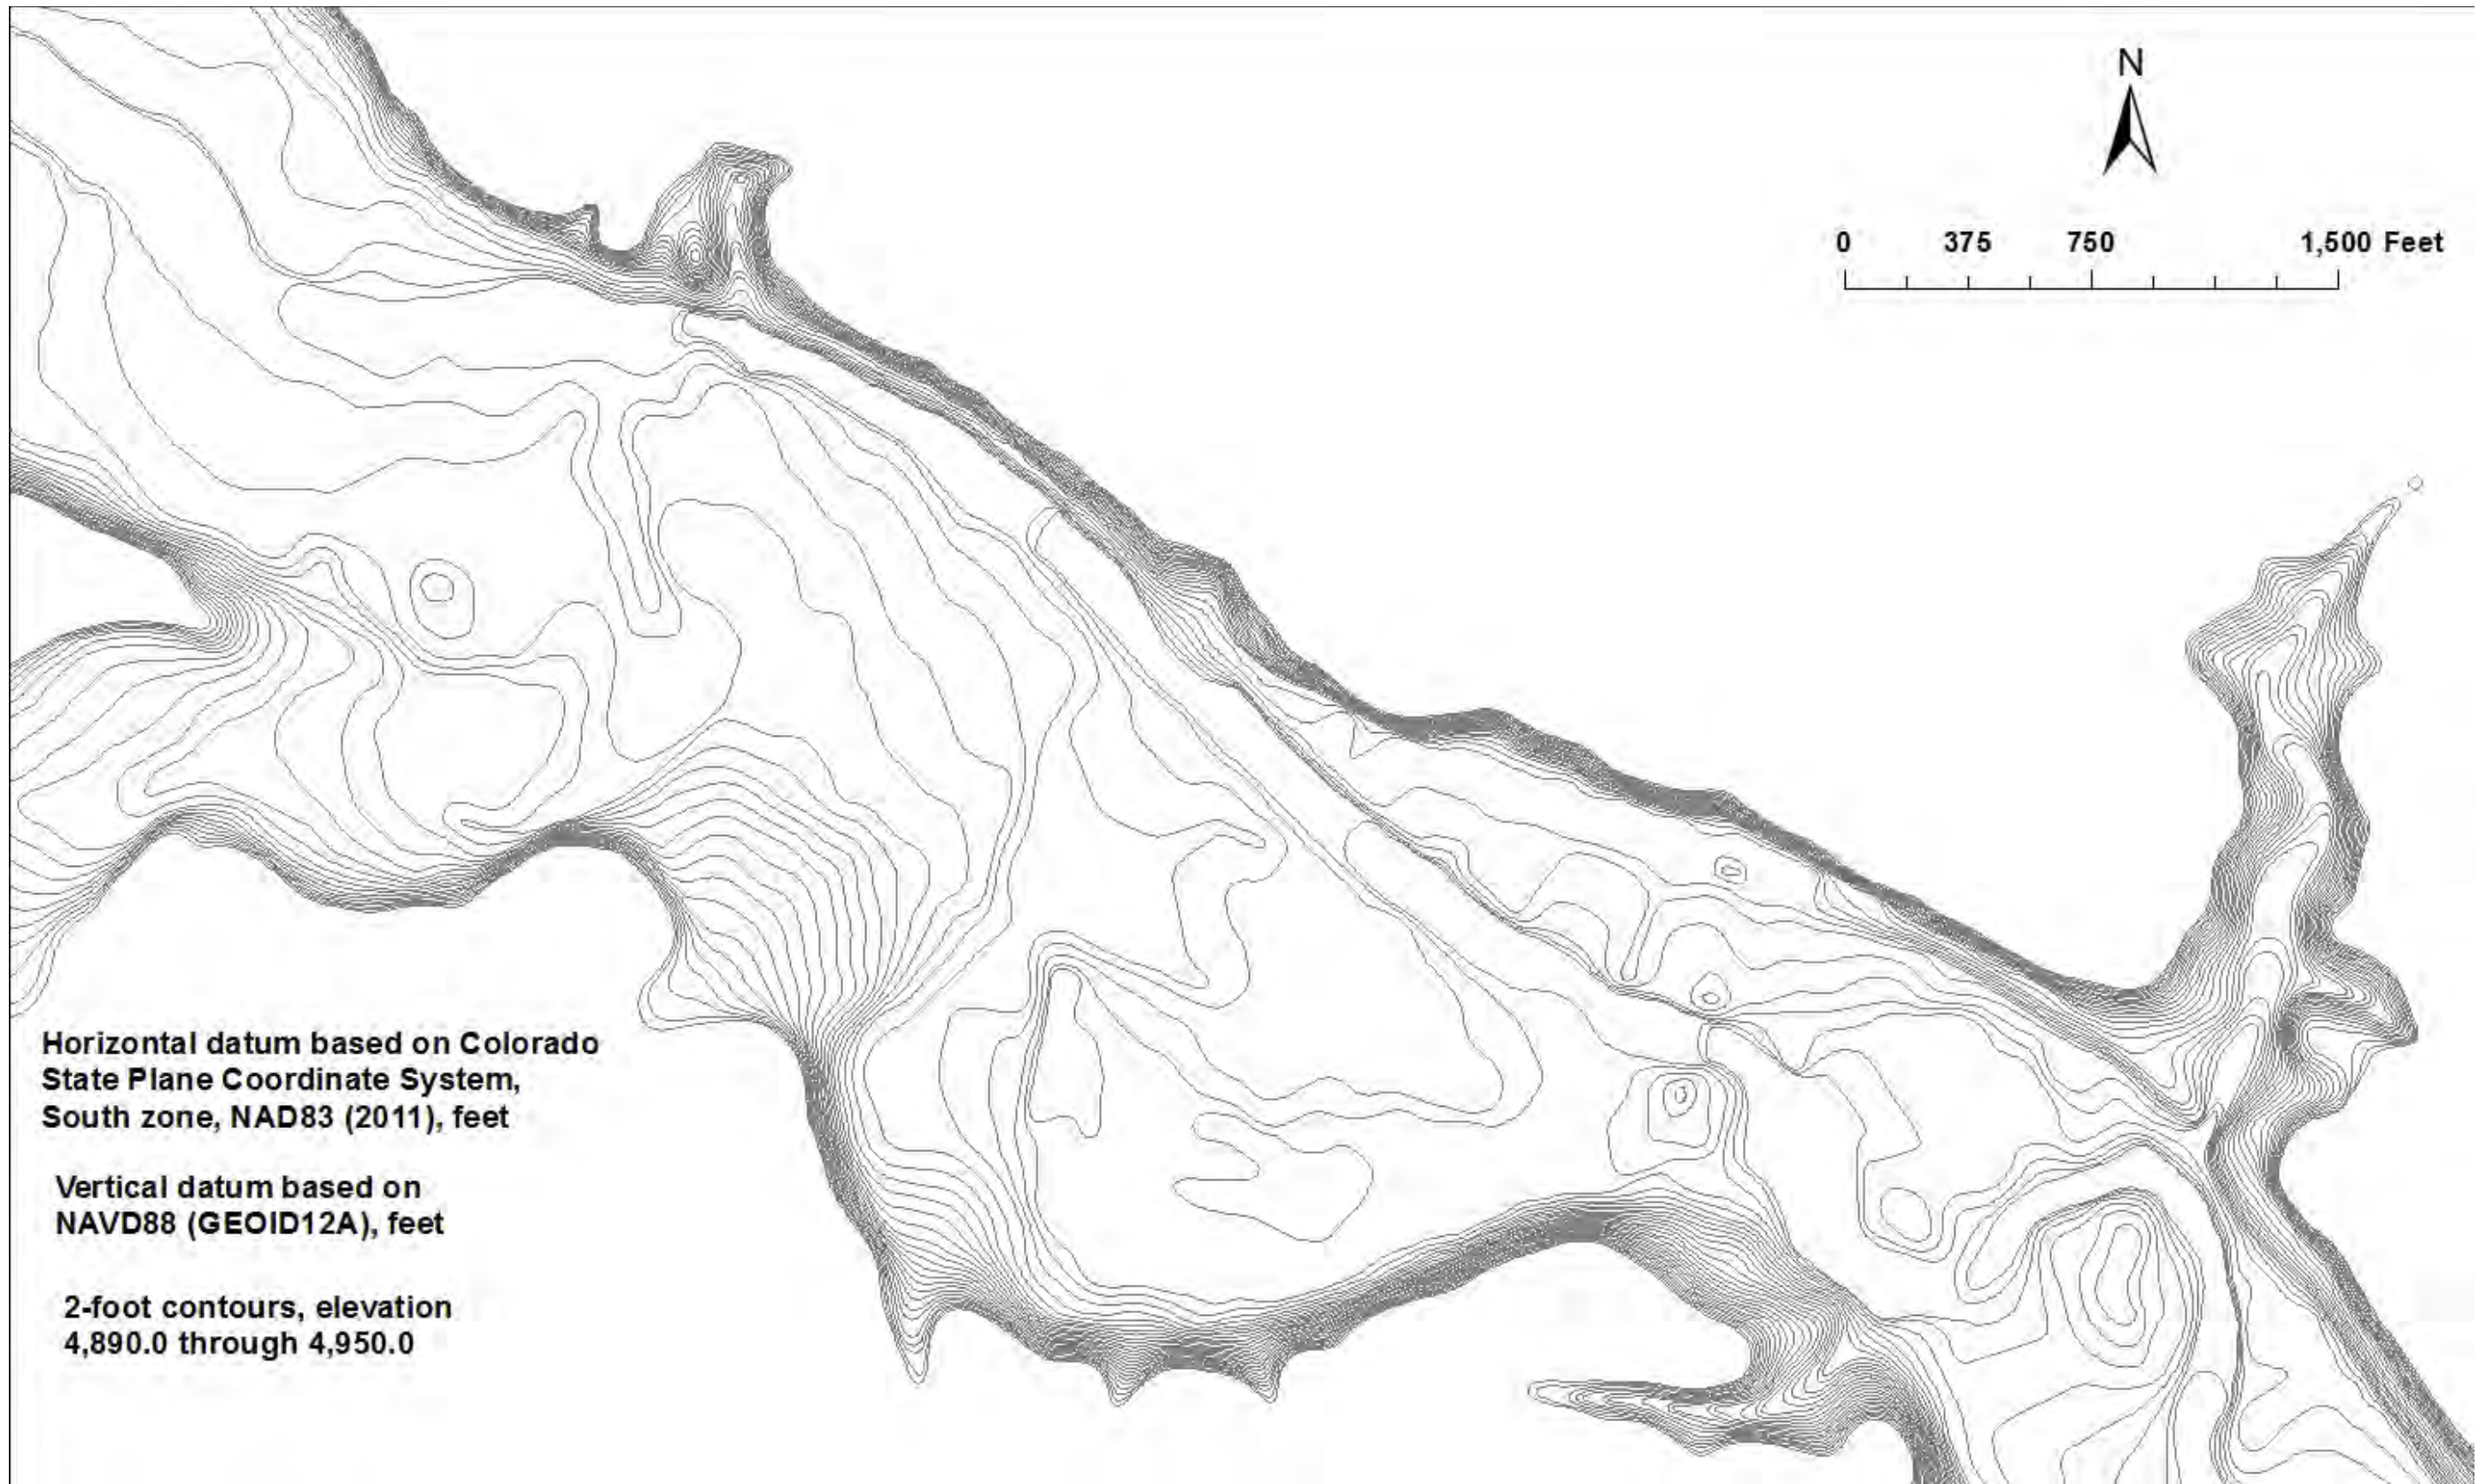 N
0 375 750 1,500 Feet
Horizontal datum based on Colorado
State Plane Coordinate System,
South zone, NAD83 (2011), feet
Vertical datum based on
NAVD88 (GEOID12A), feet
2-foot contours, elevation
4,890.0 through 4,950.0